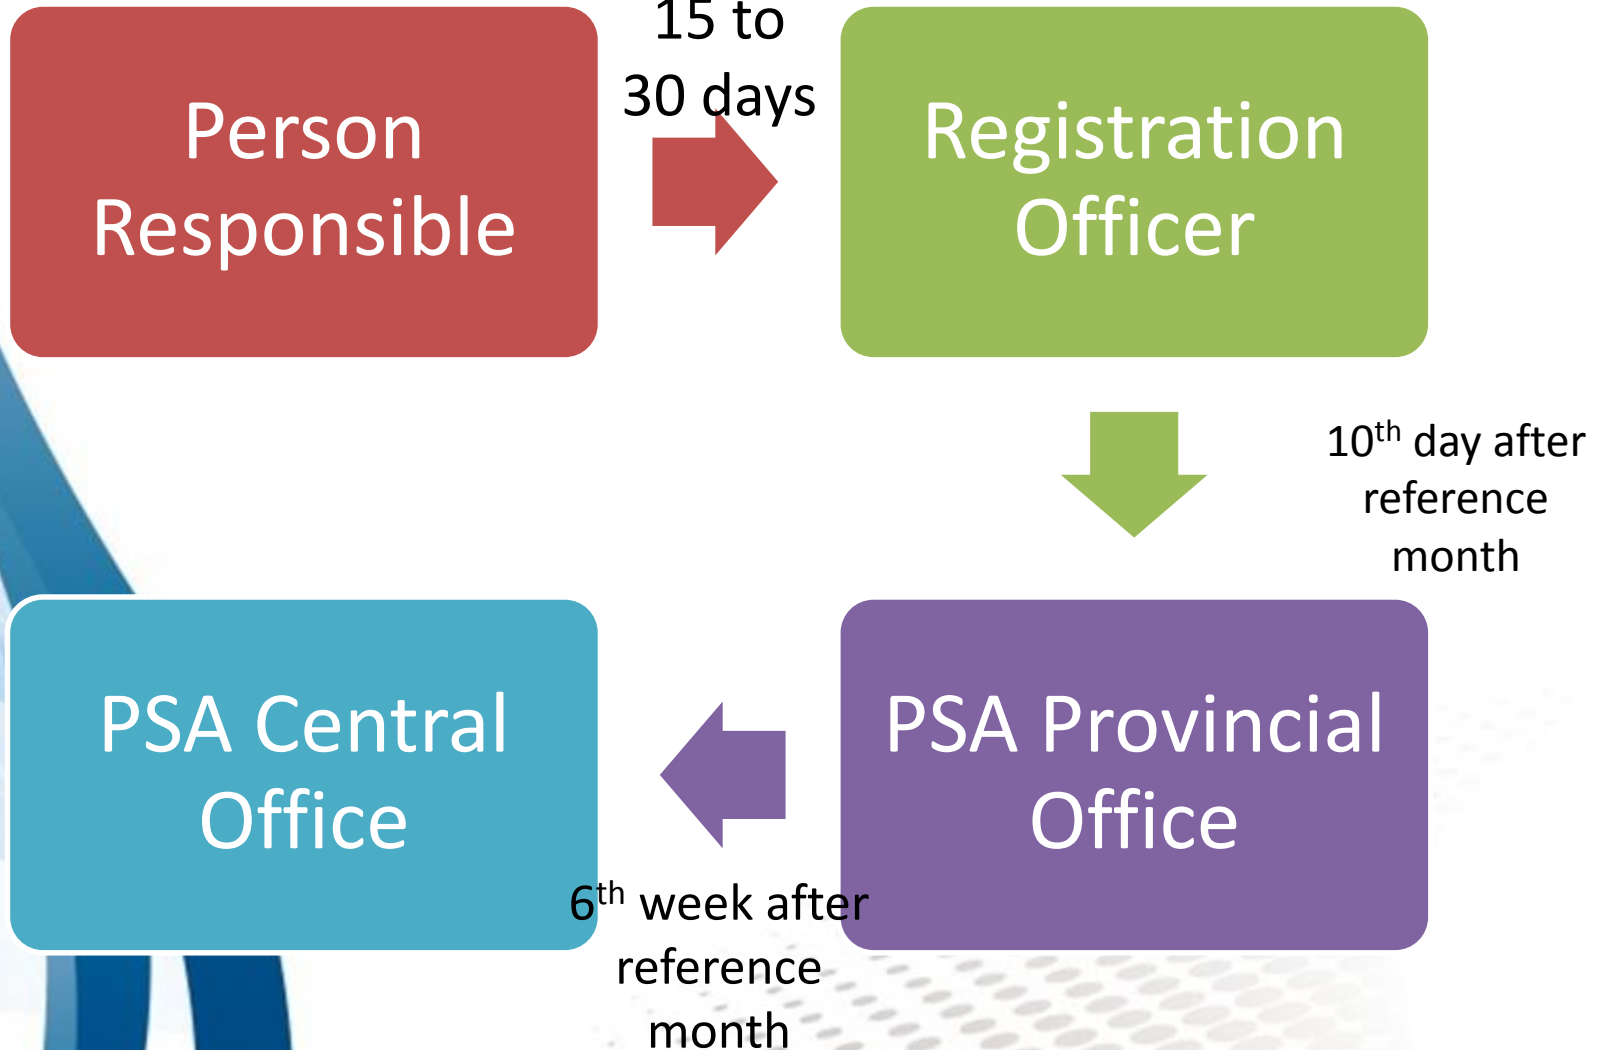 Person
Responsible
15 to
30 days
Registration
Officer
10th day after
reference
month
PSA Provincial
Office
6th week after
reference
month
PSA Central
Office